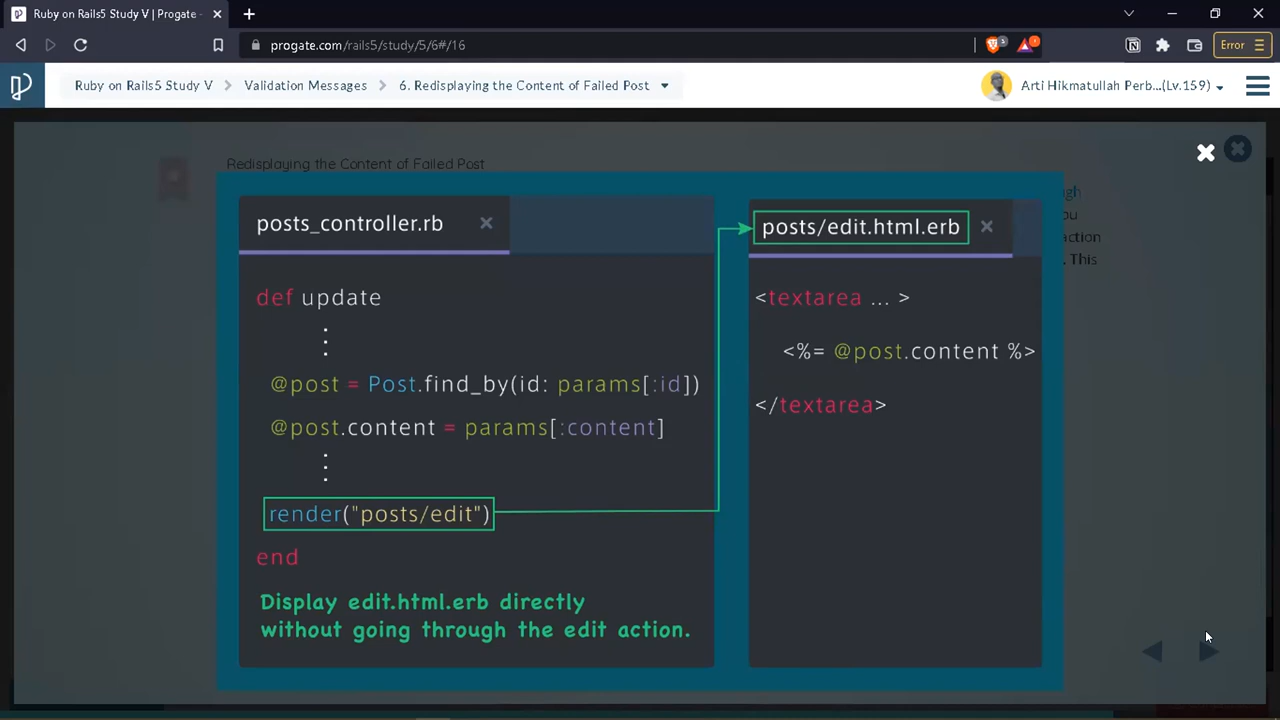 Ruby on Rails5 Study V | Progate -
progate.com/rails5/study/5/6#/16
Error
Ruby on Rails5 Study V
Validation Messages
6. Redisplaying the Content of Failed Post
Arti Hikmatullah Perb...(Lv.159)
Redisplaying the Content of Failed Post
posts_controller.rb
def update
:
@post = Post.find_by(id: params[:id])
@post.content = params[:content]
:
render("posts/edit")
end
Display edit.html.erb directly
without going through the edit action.
posts/edit.html.erb
<textarea ... >
<%= @post.content %>
</textarea>
. This